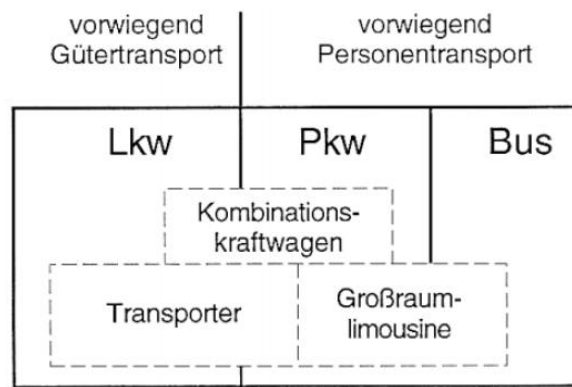 vorwiegend
Gütertransport
vorwiegend
Personentransport
Lkw
Pkw
Bus
Kombinations-
kraftwagen
Transporter
Großraum-
limousine